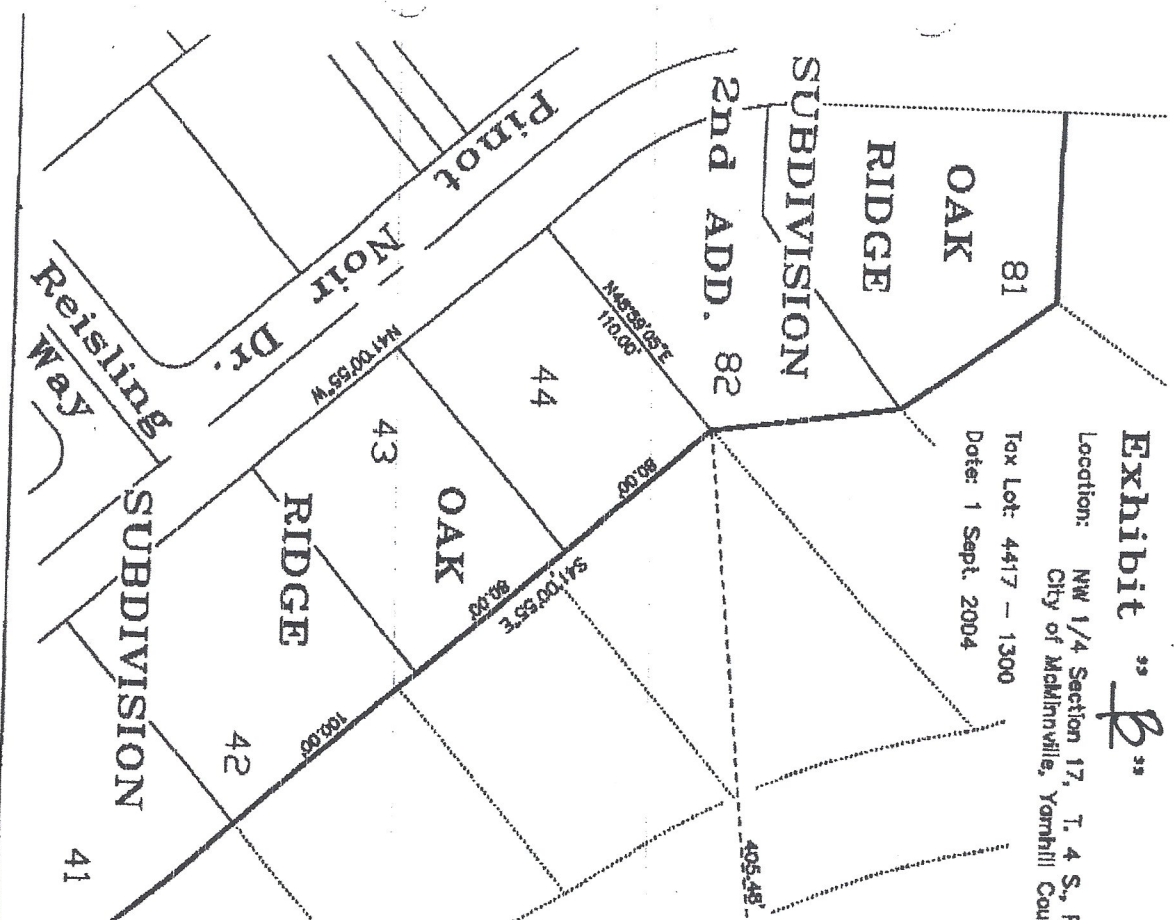 Exhibit "B"
Location: NW 1/4 Section 17, T. 4 S.,
City of McMinnville, Yamhill
Tax Lot: 4417 - 1300
Date: 1 Sept. 2004
81
OAK
RIDGE
SUBDIVISION
2nd ADD.
82
N48°59'05"E
110.00'
44
80.00'
S41°00'55"E
80.00'
405.48'
Pinot Noir Dr.
N41°00'55"W
43
OAK
RIDGE
SUBDIVISION
100.00'
42
41
Reisling
Way